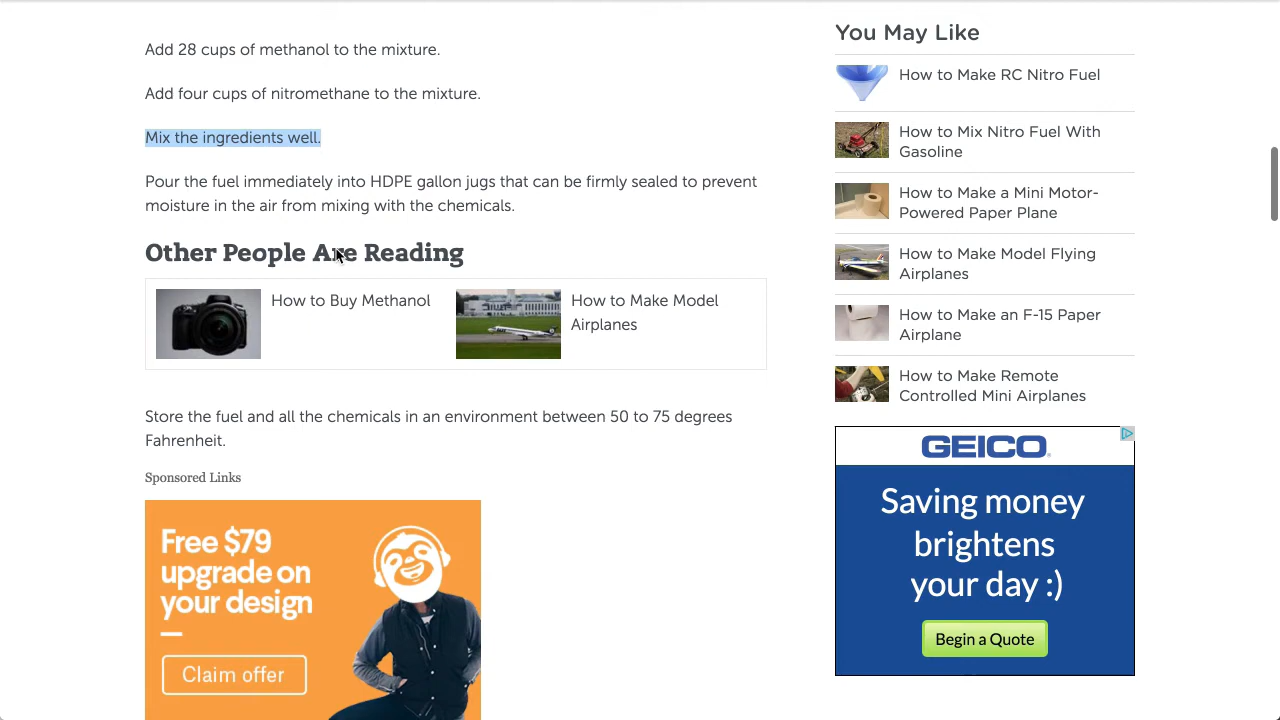 Add 28 cups of methanol to the mixture.
Add four cups of nitromethane to the mixture.
Mix the ingredients well.
Pour the fuel immediately into HDPE gallon jugs that can be firmly sealed to prevent
moisture in the air from mixing with the chemicals.
Other People Are Reading
How to Buy Methanol
How to Make Model
Airplanes
Store the fuel and all the chemicals in an environment between 50 to 75 degrees
Fahrenheit.
Sponsored Links
Free $79
upgrade on
your design
Claim offer
You May Like
How to Make RC Nitro Fuel
How to Mix Nitro Fuel With
Gasoline
How to Make a Mini Motor-
Powered Paper Plane
How to Make Model Flying
Airplanes
How to Make an F-15 Paper
Airplane
How to Make Remote
Controlled Mini Airplanes
GEICO
Saving money
brightens
your day :)
Begin a Quote